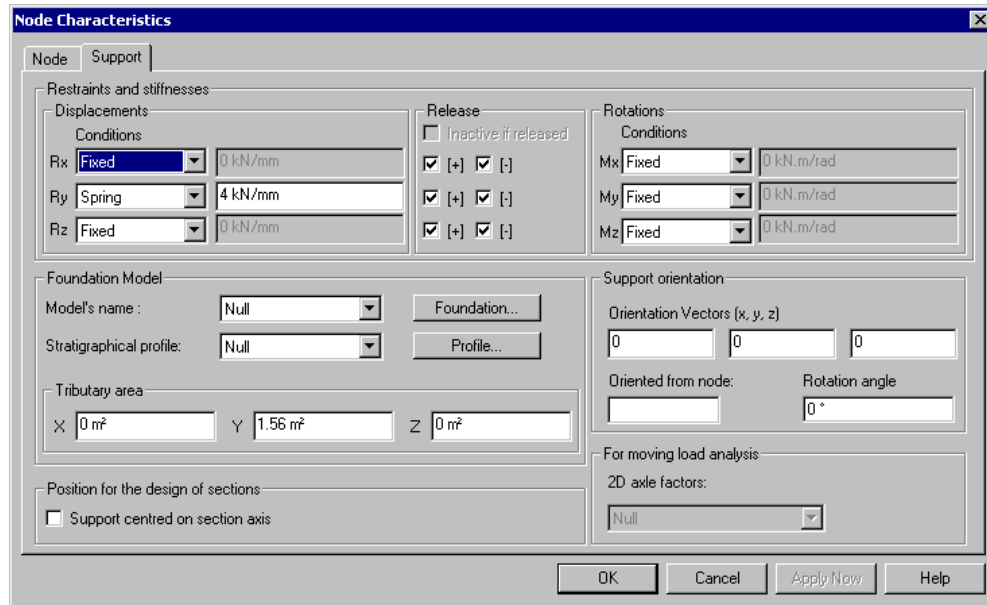 Node Characteristics
Node Support
Restraints and stiffnesses
Displacements Release Rotations
Conditions Inactive if released Conditions
Rx Fixed 0 kN/mm [+] [-] Mx Fixed 0 kN.m/rad
Ry Spring 4 kN/mm [+] [-] My Fixed 0 kN.m/rad
Rz Fixed 0 kN/mm [+] [-] Mz Fixed 0 kN.m/rad
Foundation Model Support orientation
Model's name : Null Foundation... Orientation Vectors (x, y, z)
Stratigraphical profile: Null Profile... 0 0 0
Tributary area Oriented from node: Rotation angle
X 0 m² Y 1.56 m² Z 0 m² 0 °
For moving load analysis
Position for the design of sections 2D axle factors:
Support centred on section axis Null
OK Cancel Apply Now Help